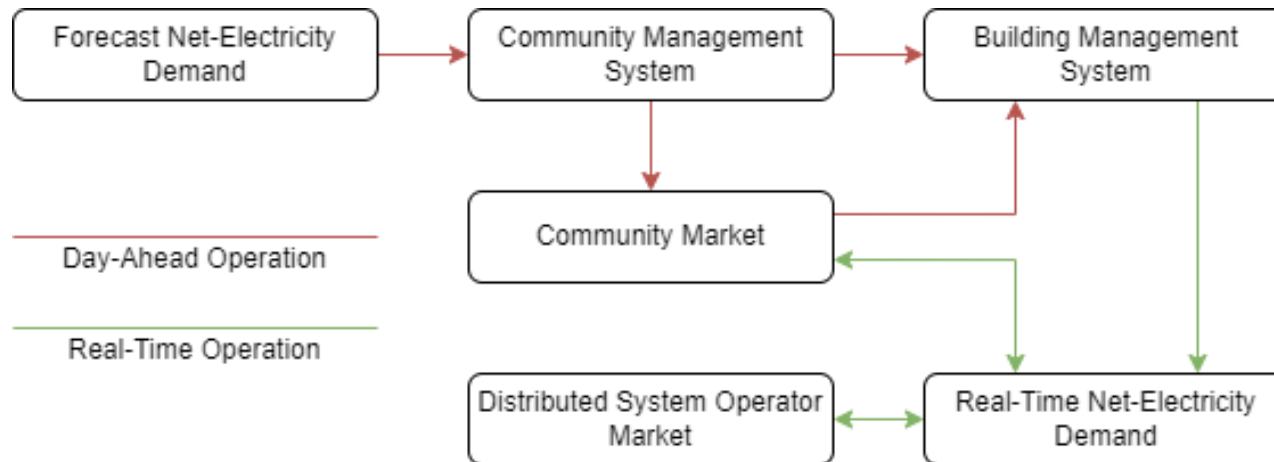 Forecast Net-Electricity
Demand
Community Management
System
Building Management
System
Community Market
Day-Ahead Operation
Real-Time Operation
Distributed System Operator
Market
Real-Time Net-Electricity
Demand